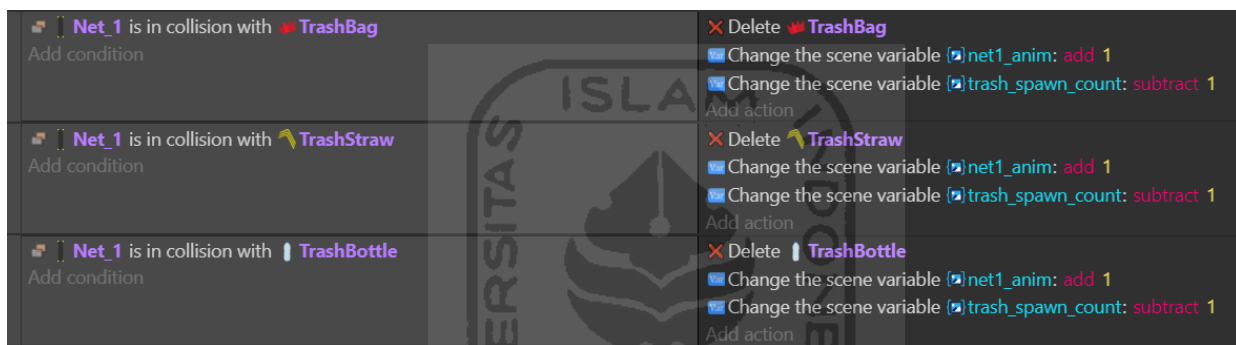 Net_1 is in collision with TrashBag
Add condition
Delete TrashBag
Change the scene variable net1_anim: add 1
Change the scene variable trash_spawn_count: subtract 1
Add action
Net_1 is in collision with TrashStraw
Add condition
Delete TrashStraw
Change the scene variable net1_anim: add 1
Change the scene variable trash_spawn_count: subtract 1
Add action
Net_1 is in collision with TrashBottle
Add condition
Delete TrashBottle
Change the scene variable net1_anim: add 1
Change the scene variable trash_spawn_count: subtract 1
Add action
ISLAM